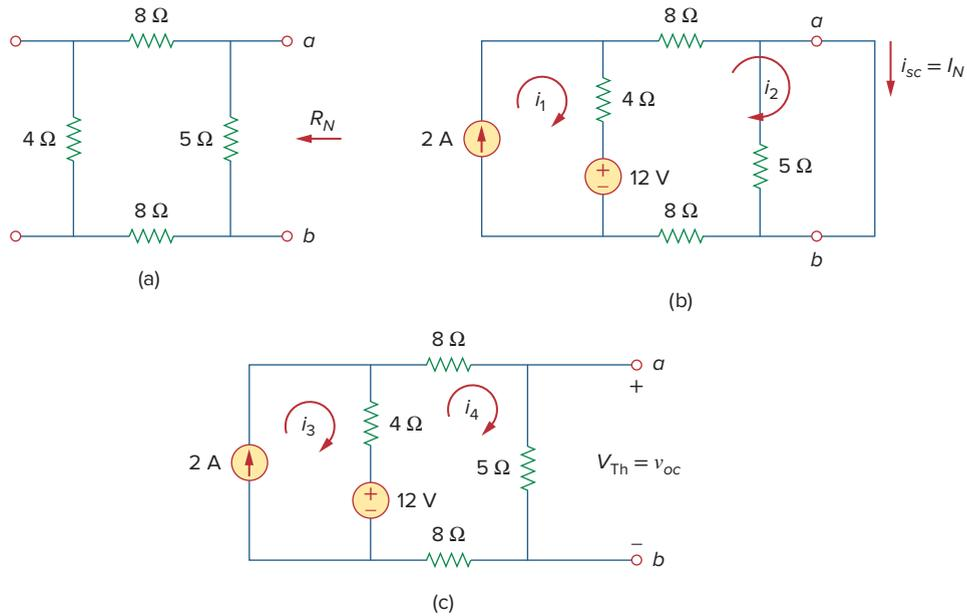 8 Ω
a
4 Ω
5 Ω
R_N
8 Ω
b
(a)
8 Ω
a
i_sc = I_N
i_1
i_2
4 Ω
2 A
5 Ω
+
−
12 V
8 Ω
b
(b)
8 Ω
a
+
i_3
4 Ω
i_4
2 A
5 Ω
V_Th = v_oc
+
−
12 V
8 Ω
−
b
(c)